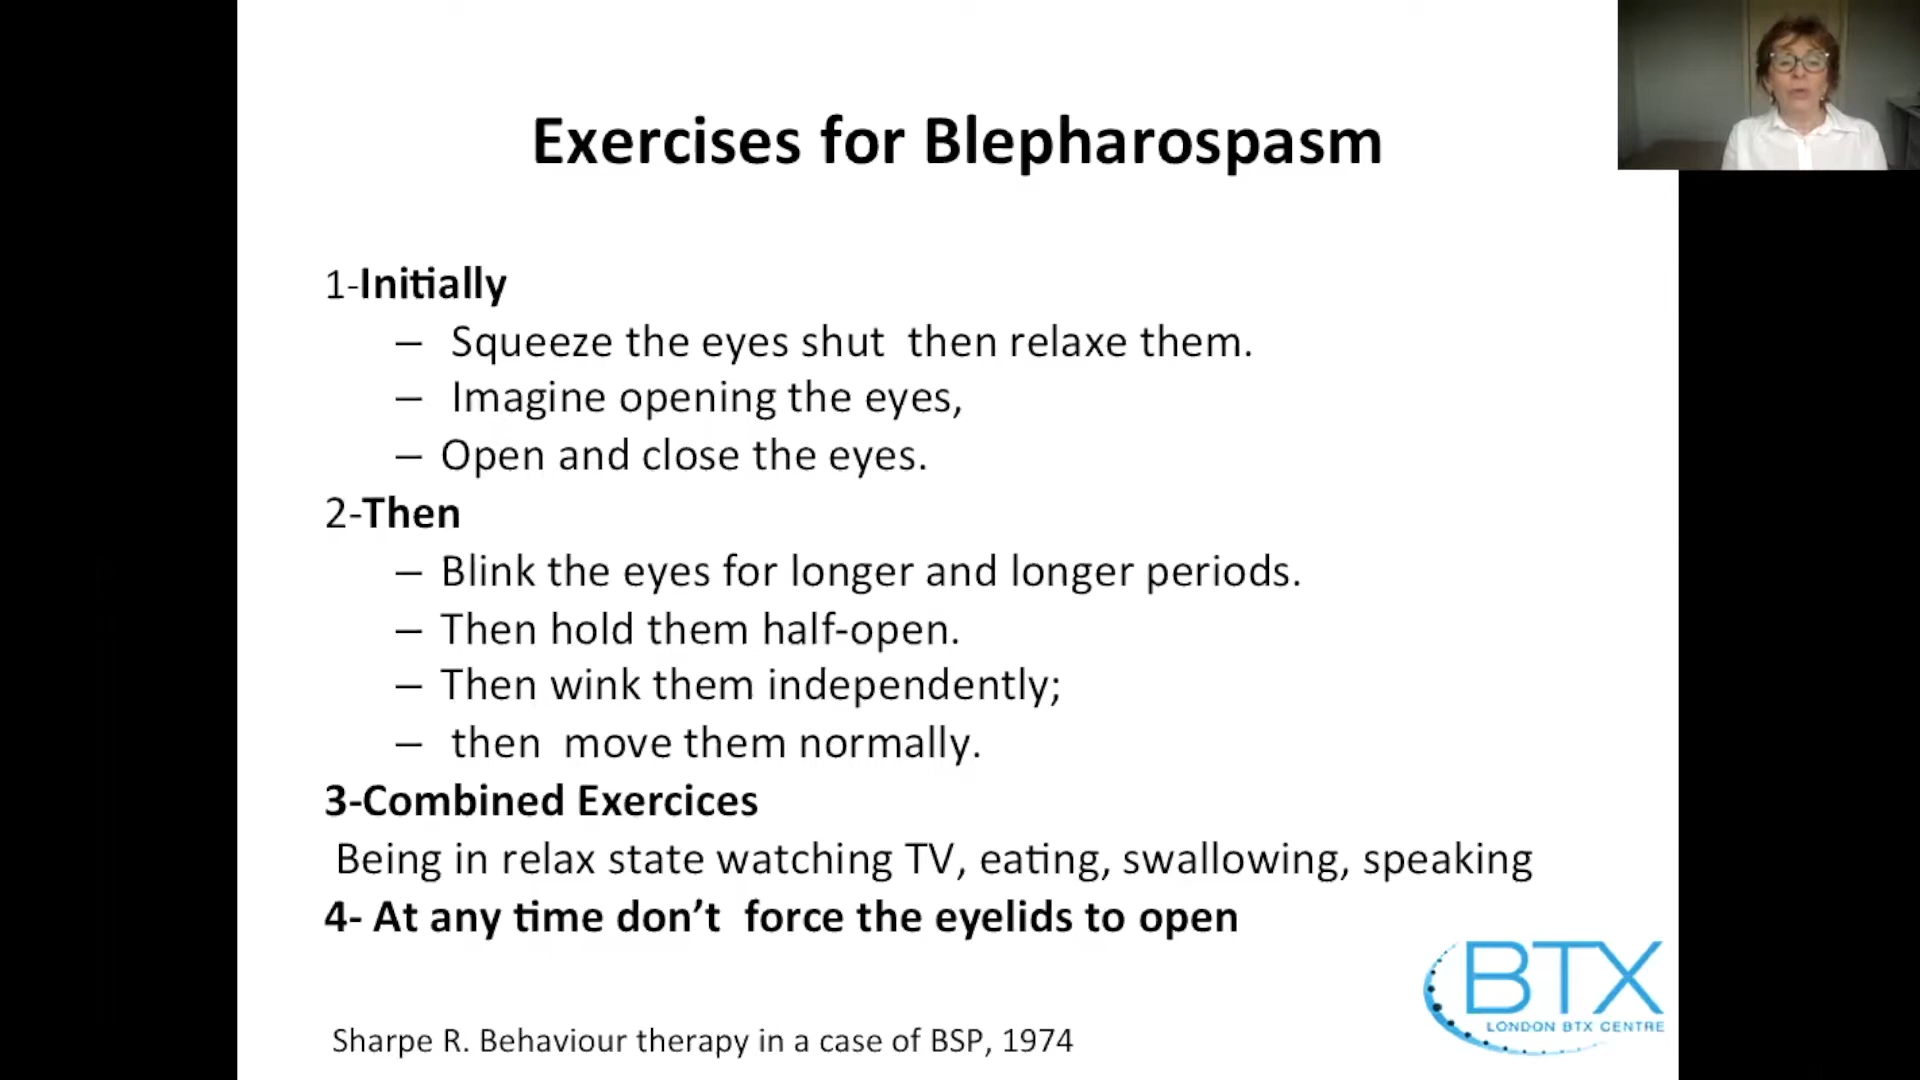 Exercises for Blepharospasm
1-Initially
– Squeeze the eyes shut then relaxe them.
– Imagine opening the eyes,
– Open and close the eyes.
2-Then
– Blink the eyes for longer and longer periods.
– Then hold them half-open.
– Then wink them independently;
– then move them normally.
3-Combined Exercices
Being in relax state watching TV, eating, swallowing, speaking
4- At any time don’t force the eyelids to open
BTX
LONDON BTX CENTRE
Sharpe R. Behaviour therapy in a case of BSP, 1974